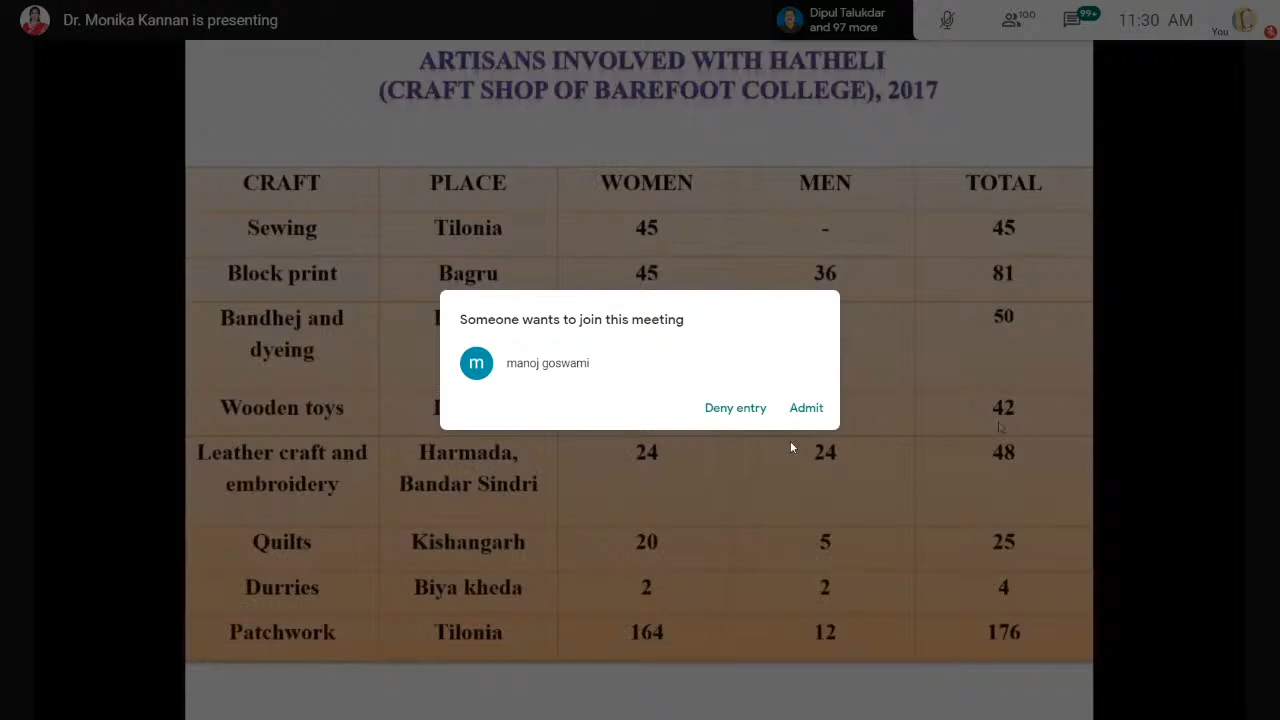 Dr. Monika Kannan is presenting
Dipul Talukdar
and 97 more
100
99+
11:30 AM
You
ARTISANS INVOLVED WITH HATHELI
(CRAFT SHOP OF BAREFOOT COLLEGE), 2017
CRAFT PLACE WOMEN MEN TOTAL
Sewing Tilonia 45 - 45
Block print Bagru 45 36 81
Bandhej and 50
dyeing
Someone wants to join this meeting
m manoj goswami
Deny entry Admit
Wooden toys 42
Leather craft and Harmada, 24 24 48
embroidery Bandar Sindri
Quilts Kishangarh 20 5 25
Durries Biya kheda 2 2 4
Patchwork Tilonia 164 12 176